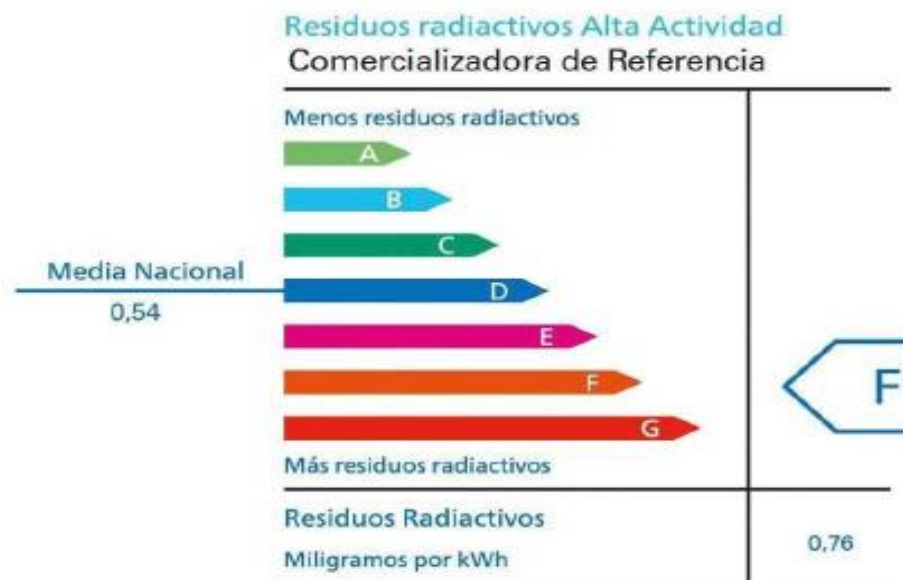 Residuos radiactivos Alta Actividad
Comercializadora de Referencia
Menos residuos radiactivos
A
B
C
Media Nacional
0,54
D
E
F
F
G
Más residuos radiactivos
Residuos Radiactivos
Miligramos por kWh
0,76